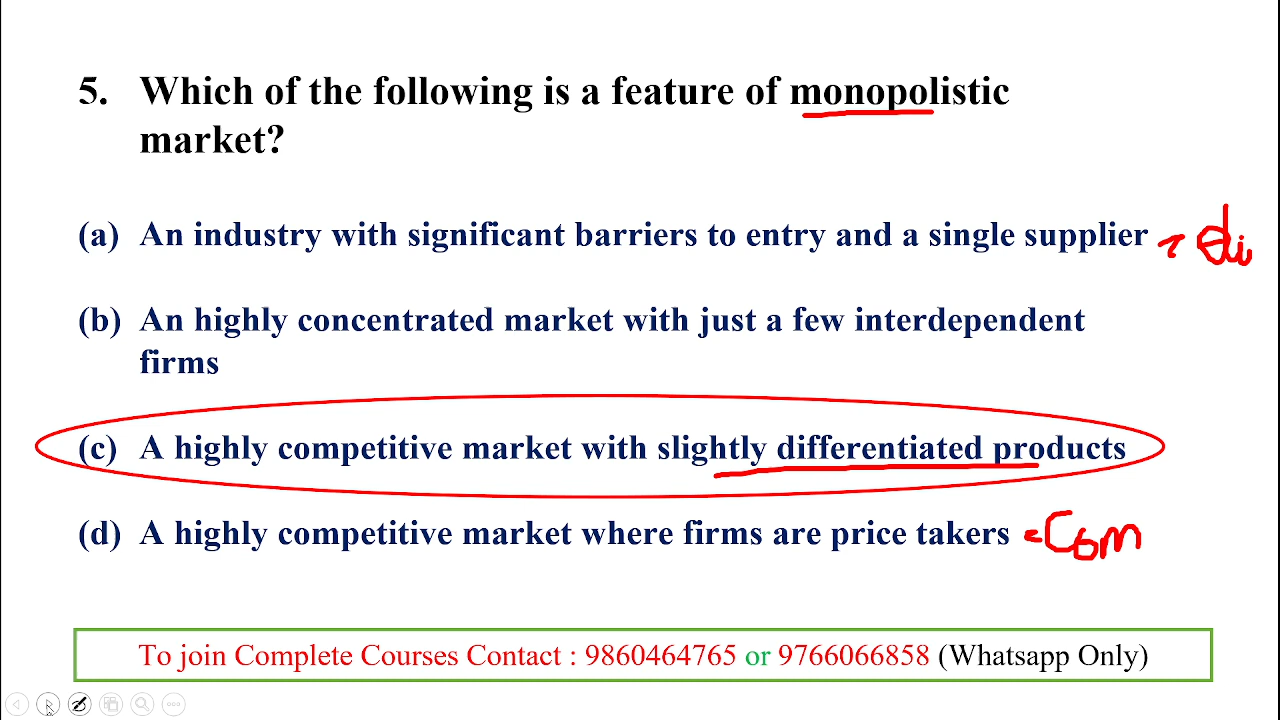 5. Which of the following is a feature of monopolistic
market?
(a) An industry with significant barriers to entry and a single supplier
(b) An highly concentrated market with just a few interdependent
firms
(c) A highly competitive market with slightly differentiated products
(d) A highly competitive market where firms are price takers = Com
To join Complete Courses Contact : 9860464765 or 9766066858 (Whatsapp Only)